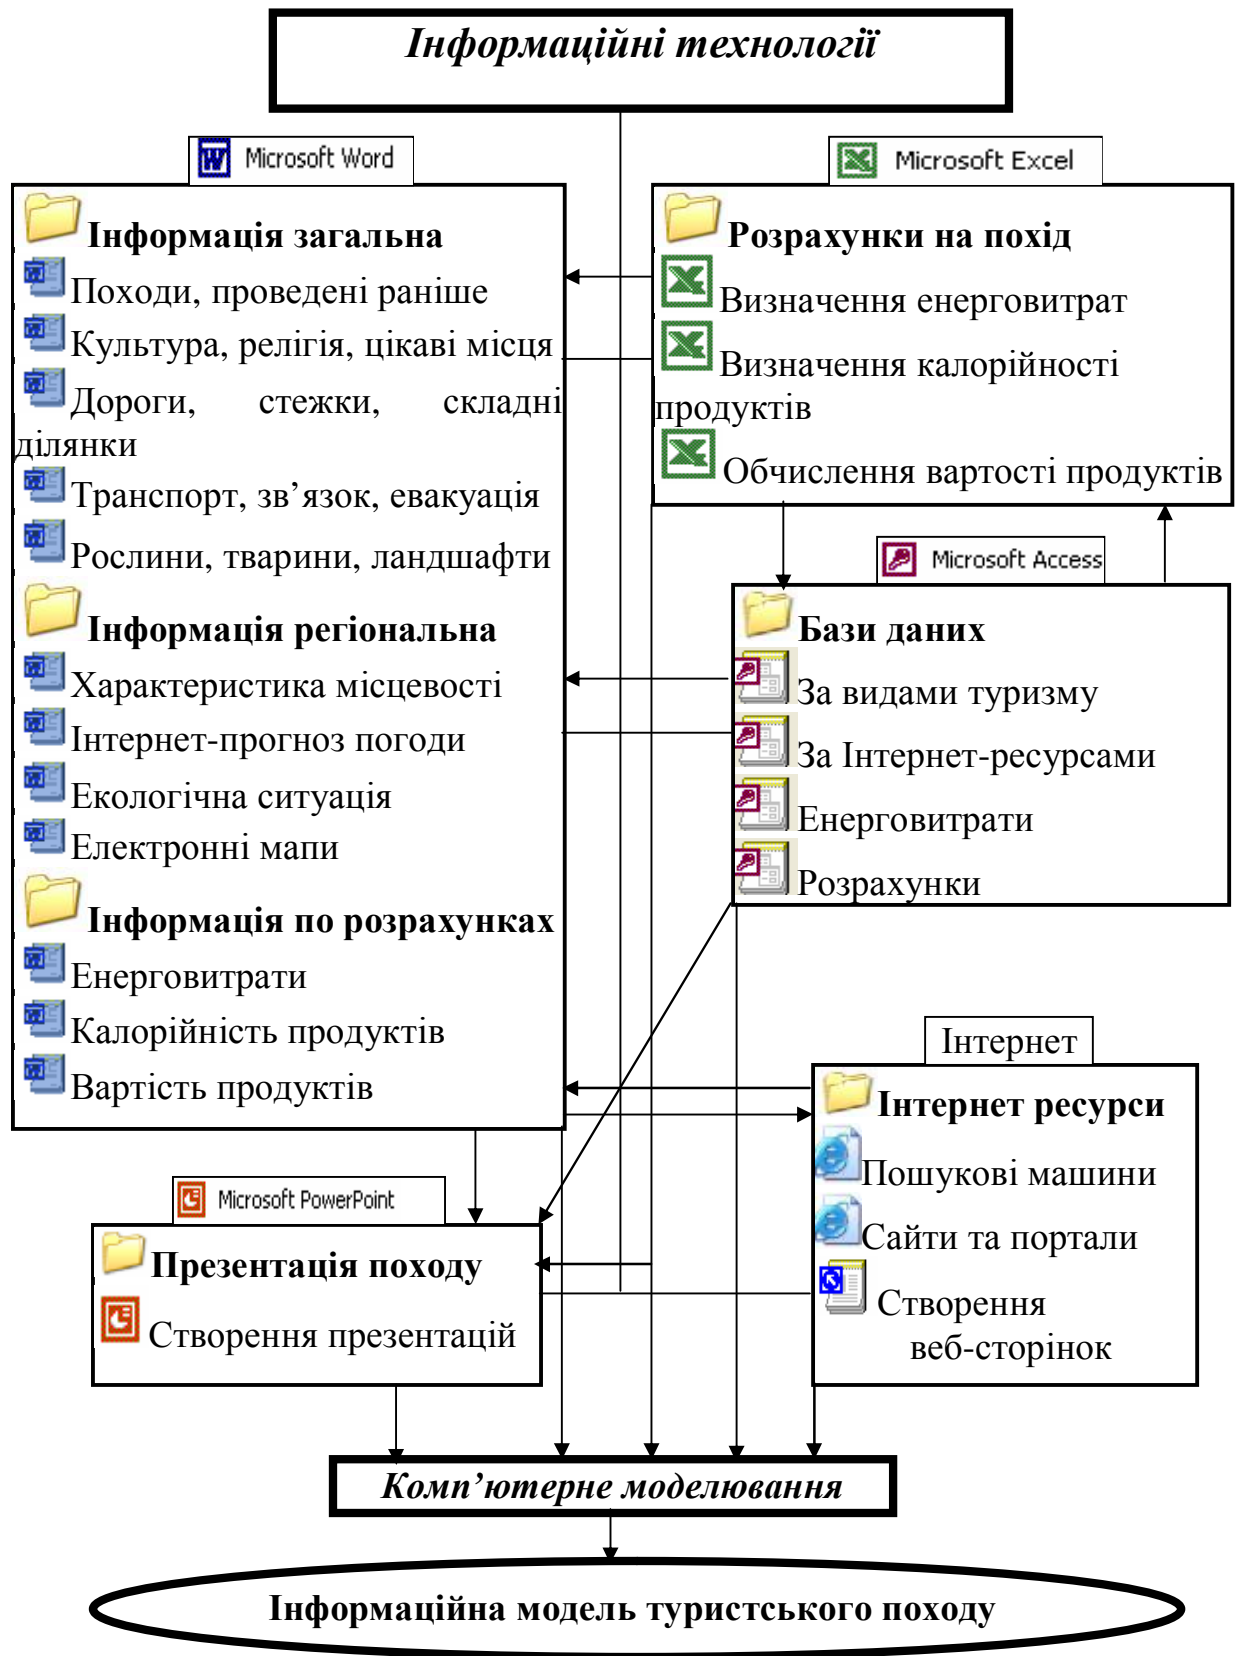 Інформаційні технології
Microsoft Word
Інформація загальна
Походи, проведені раніше
Культура, релігія, цікаві місця
Дороги, стежки, складні
ділянки
Транспорт, зв’язок, евакуація
Рослини, тварини, ландшафти
Інформація регіональна
Характеристика місцевості
Інтернет-прогноз погоди
Екологічна ситуація
Електронні мапи
Інформація по розрахунках
Енерговитрати
Калорійність продуктів
Вартість продуктів
Microsoft Excel
Розрахунки на похід
Визначення енерговитрат
Визначення калорійності
продуктів
Обчислення вартості продуктів
Microsoft Access
Бази даних
За видами туризму
За Інтернет-ресурсами
Енерговитрати
Розрахунки
Інтернет
Інтернет ресурси
Пошукові машини
Сайти та портали
Створення
веб-сторінок
Microsoft PowerPoint
Презентація походу
Створення презентацій
Комп’ютерне моделювання
Інформаційна модель туристського походу